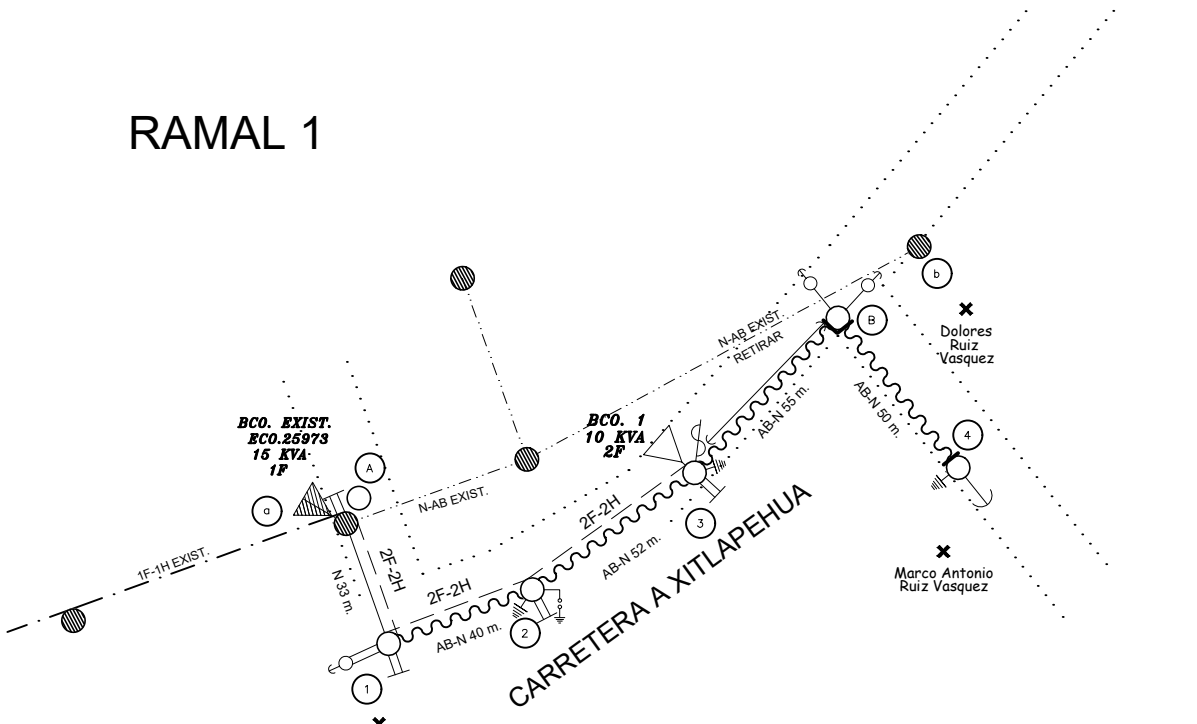 RAMAL 1
b
B
Dolores
Ruiz
Vasquez
N-AB EXIST.
RETIRAR
AB-N 55 m.
AB-N 50 m.
4
BCO. EXIST.
ECO.25973
15 KVA
1F
BCO. 1
10 KVA
2F
A
a
N-AB EXIST.
2F-2H
3
1F-1H EXIST.
2F-2H
N 33 m.
AB-N 52 m.
2F-2H
AB-N 40 m.
2
1
CARRETERA A XITLAPEHUA
Marco Antonio
Ruiz Vasquez